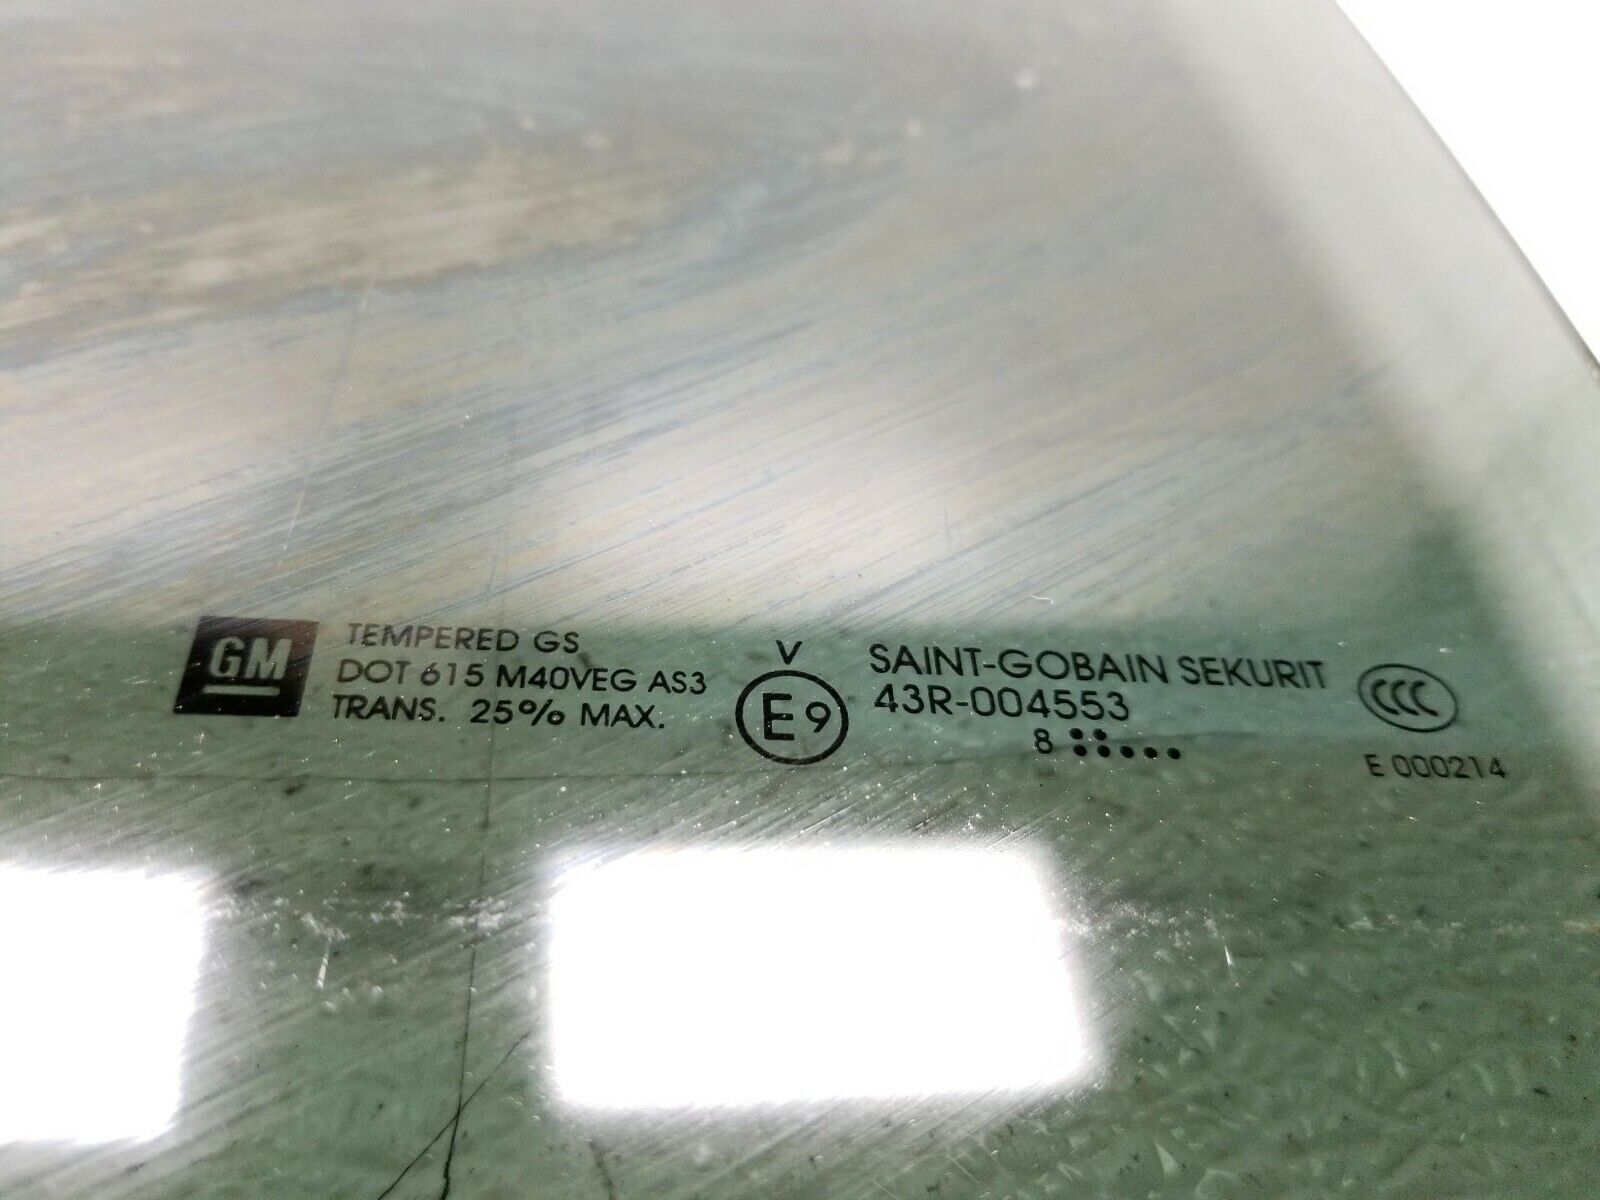 GM
TEMPERED GS
DOT 615 M40VEG AS3
TRANS. 25% MAX.
V
E9
SAINT-GOBAIN SEKURIT
43R-004553
8
CCC
E 000214